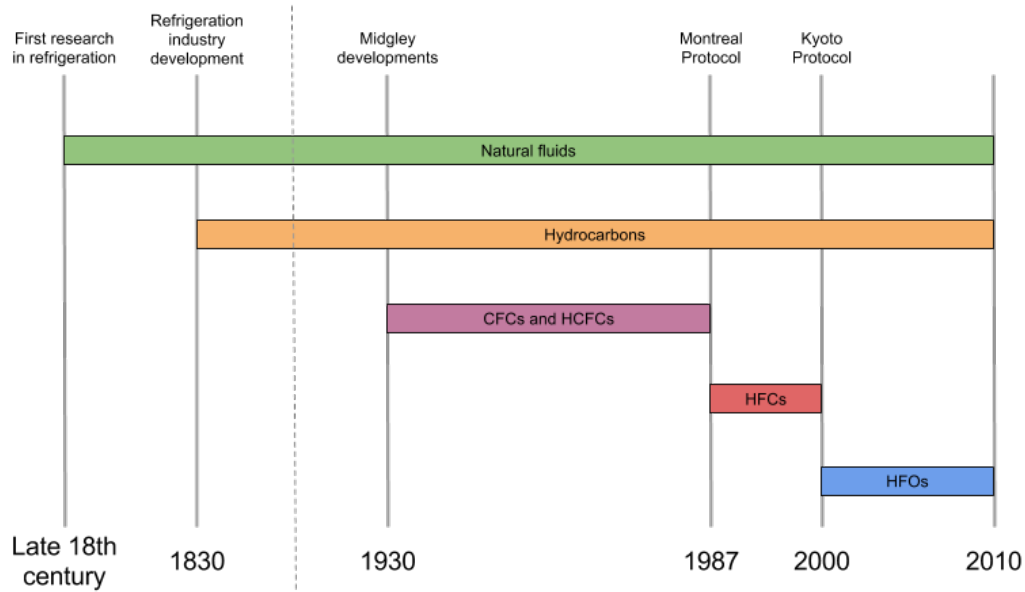 First research
in refrigeration
Refrigeration
industry
development
Midgley
developments
Montreal
Protocol
Kyoto
Protocol
Natural fluids
Hydrocarbons
CFCs and HCFCs
HFCs
HFOs
Late 18th
century
1830
1930
1987
2000
2010